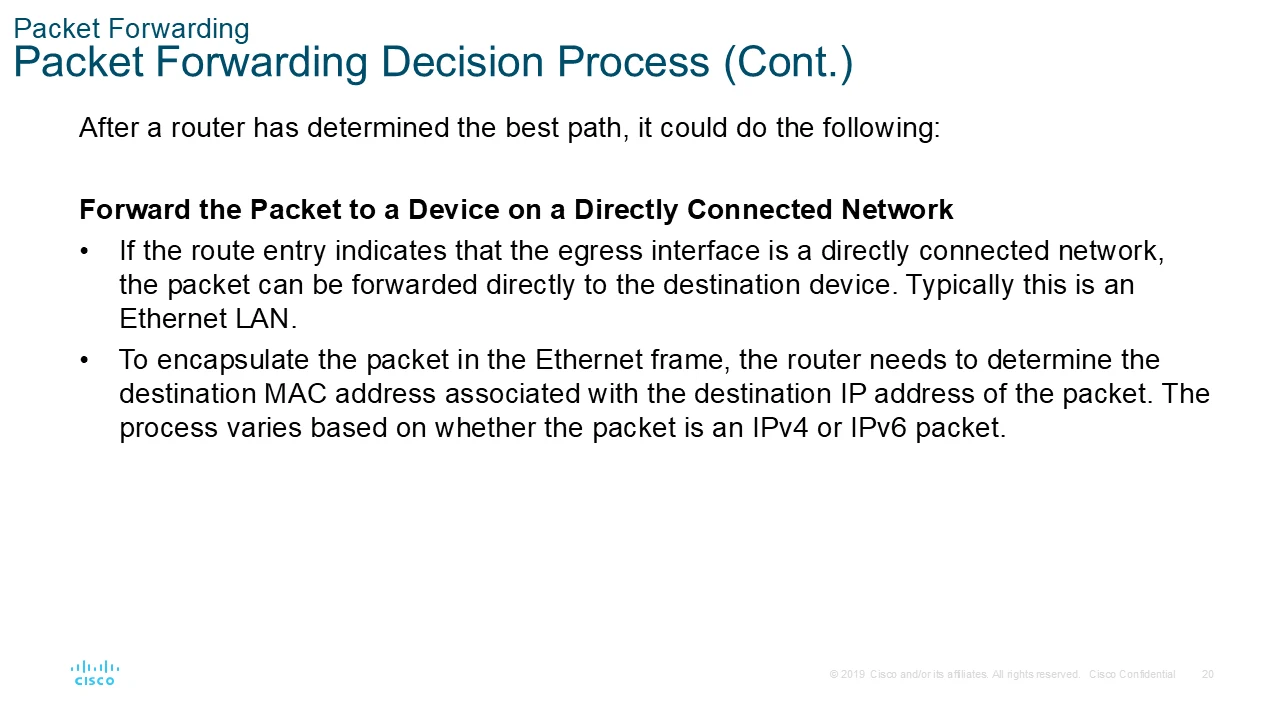 Packet Forwarding
Packet Forwarding Decision Process (Cont.)
After a router has determined the best path, it could do the following:
Forward the Packet to a Device on a Directly Connected Network
• If the route entry indicates that the egress interface is a directly connected network,
the packet can be forwarded directly to the destination device. Typically this is an
Ethernet LAN.
• To encapsulate the packet in the Ethernet frame, the router needs to determine the
destination MAC address associated with the destination IP address of the packet. The
process varies based on whether the packet is an IPv4 or IPv6 packet.
CISCO
© 2019 Cisco and/or its affiliates. All rights reserved. Cisco Confidential 20